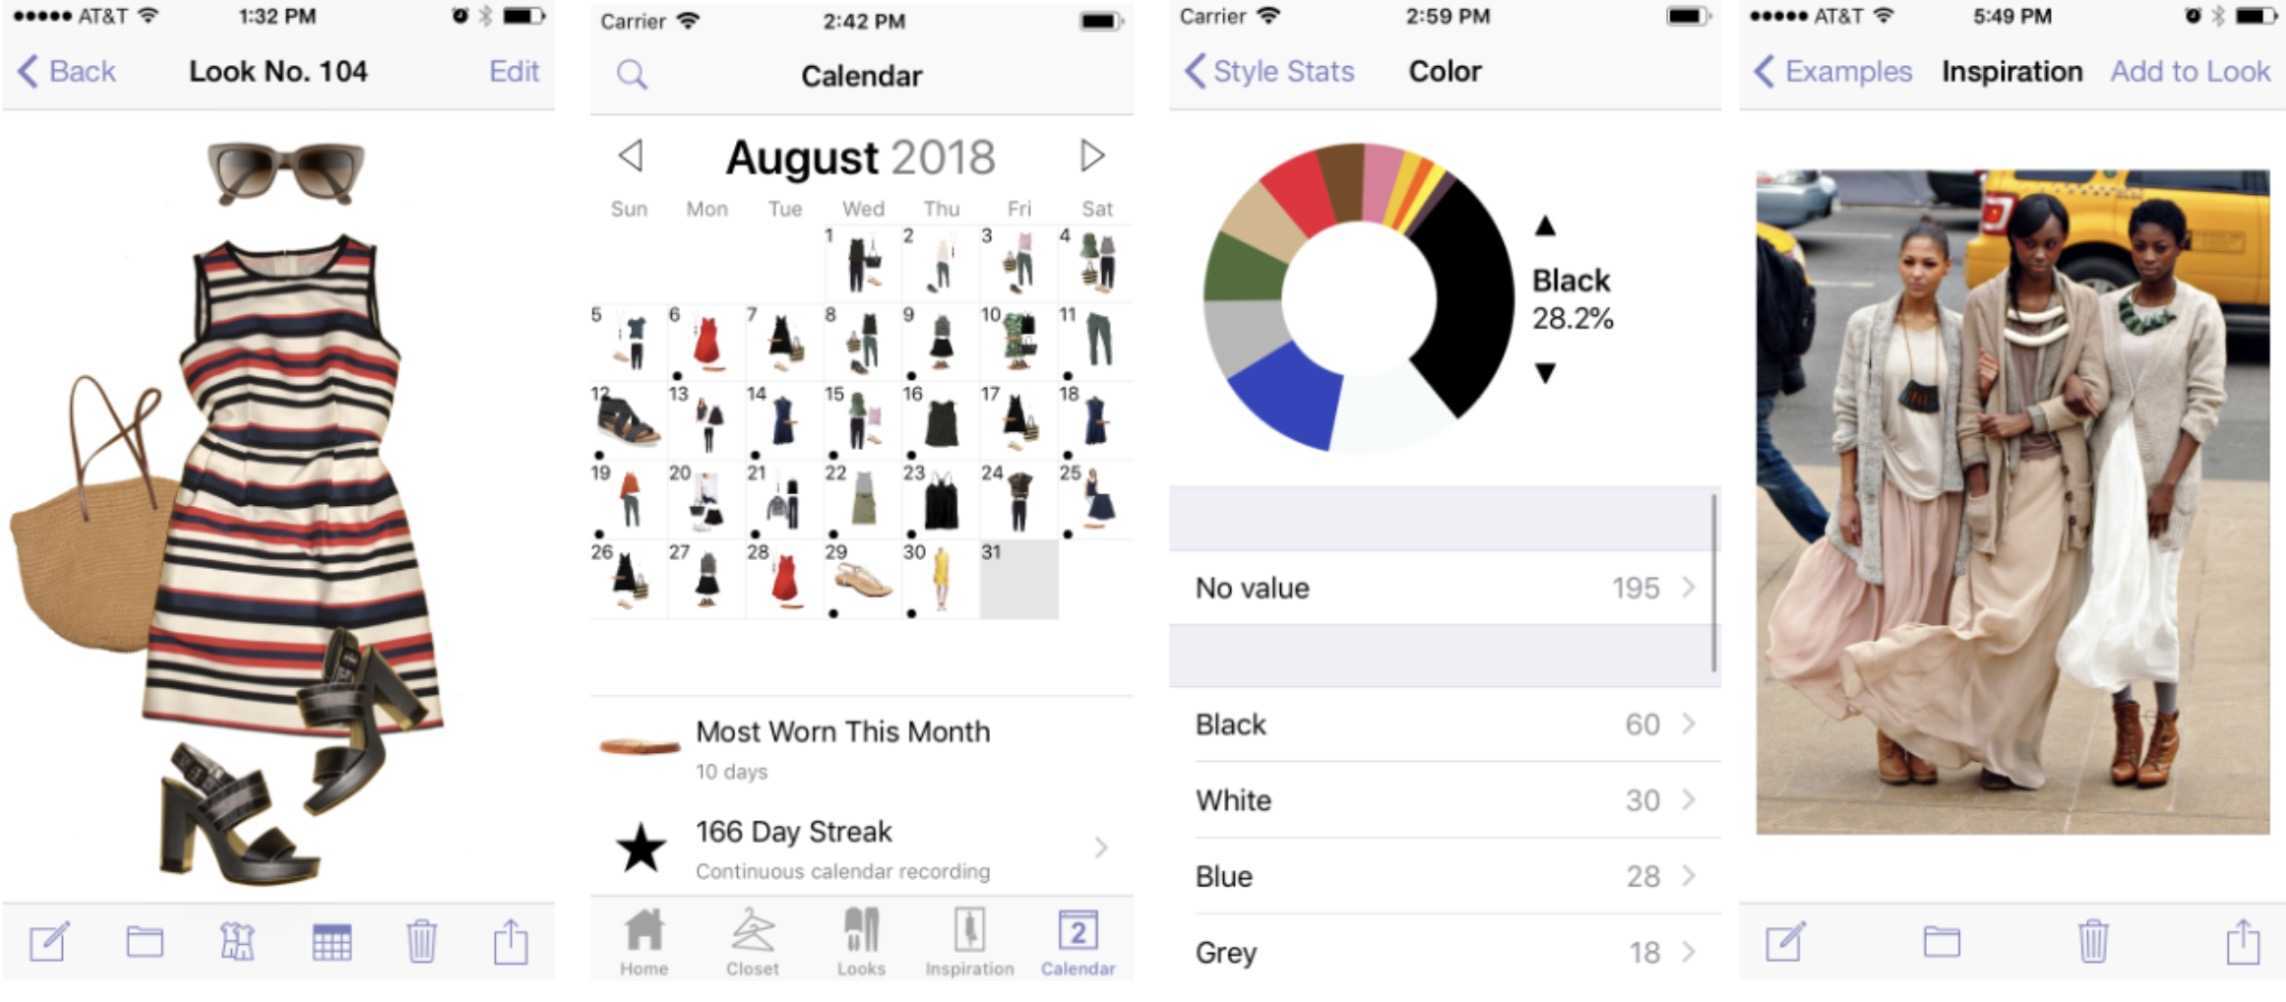 AT&T 1:32 PM
Back Look No. 104 Edit
Carrier 2:42 PM
Calendar
August 2018
Sun Mon Tue Wed Thu Fri Sat
1 2 3 4
5 6 7 8 9 10 11
12 13 14 15 16 17 18
19 20 21 22 23 24 25
26 27 28 29 30 31
Most Worn This Month
10 days
166 Day Streak
Continuous calendar recording
2
Home Closet Looks Inspiration Calendar
Carrier 2:59 PM
Style Stats Color
Black
28.2%
No value 195
Black 60
White 30
Blue 28
Grey 18
AT&T 5:49 PM
Examples Inspiration Add to Look